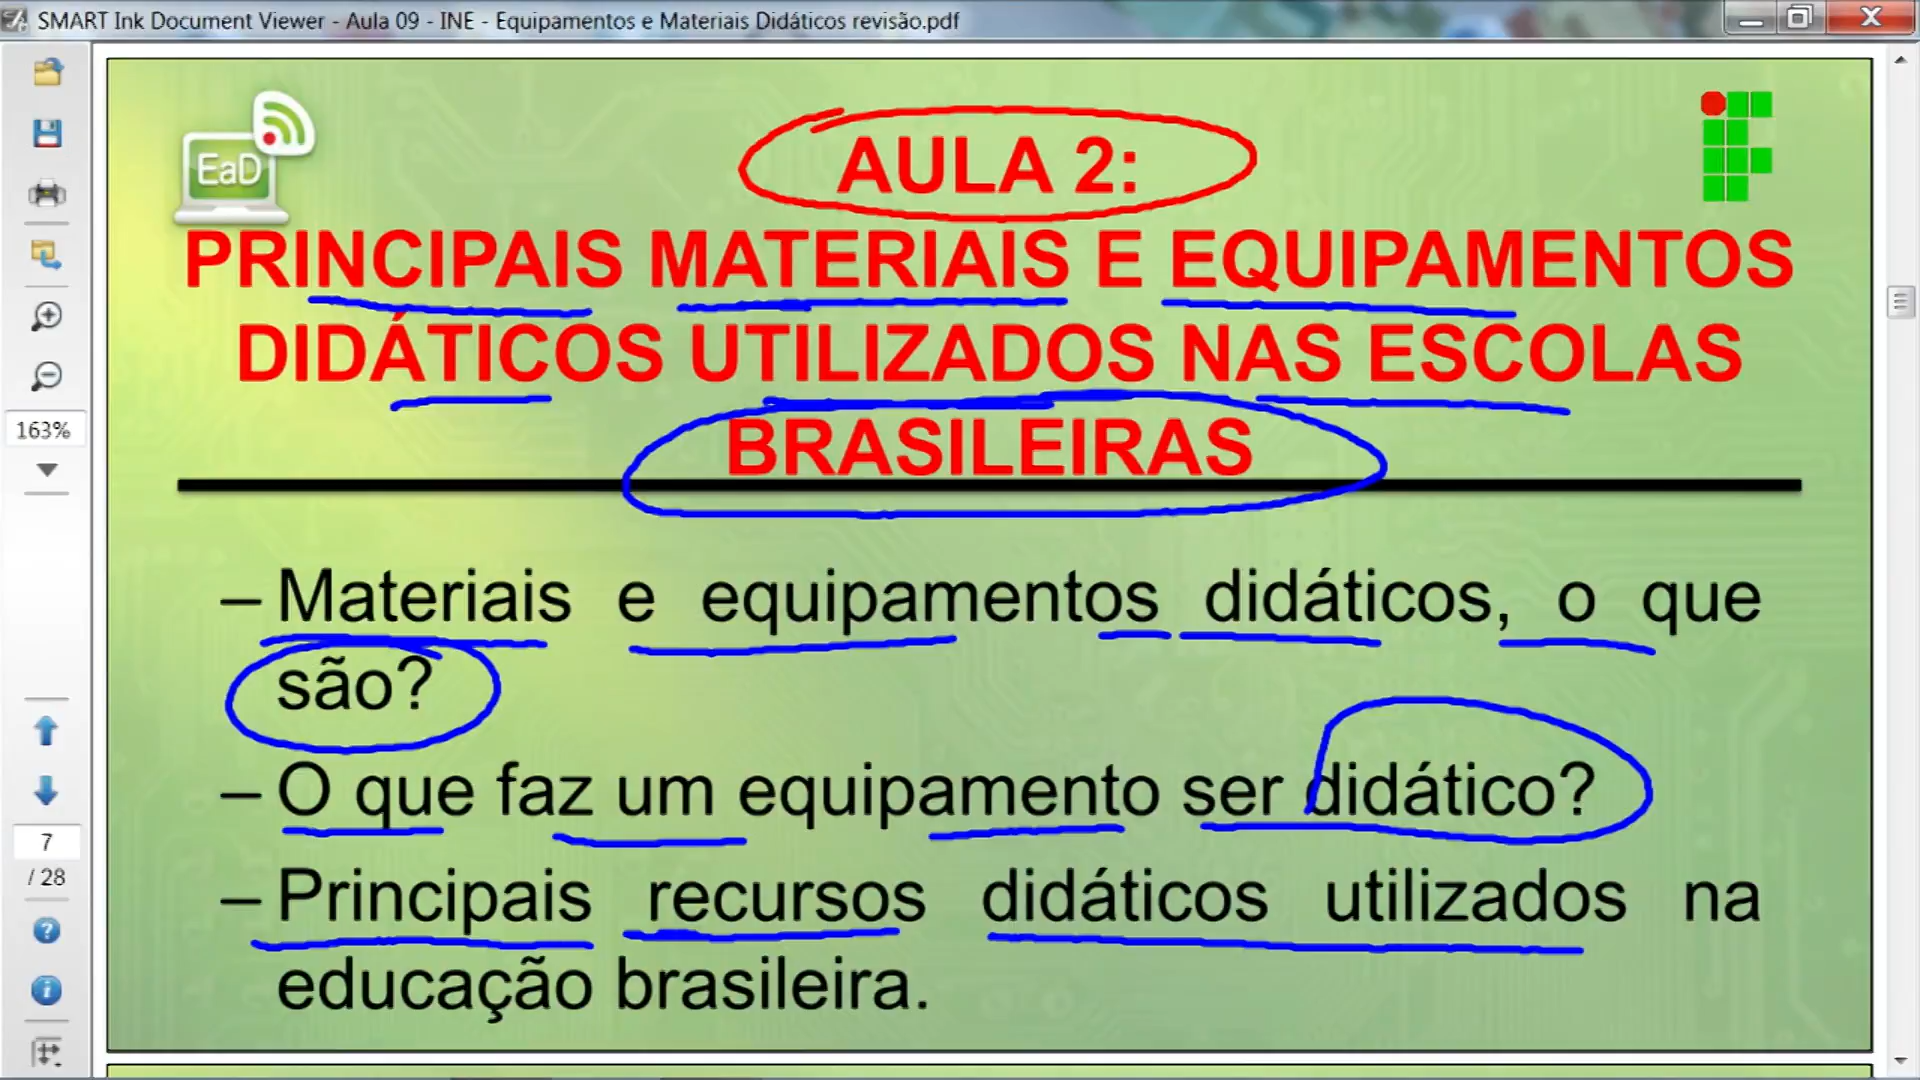 SMART Ink Document Viewer - Aula 09 - INE - Equipamentos e Materiais Didáticos revisão.pdf
EaD
AULA 2:
PRINCIPAIS MATERIAIS E EQUIPAMENTOS
DIDÁTICOS UTILIZADOS NAS ESCOLAS
BRASILEIRAS
163%
– Materiais e equipamentos didáticos, o que
são?
– O que faz um equipamento ser didático?
– Principais recursos didáticos utilizados na
educação brasileira.
7
/ 28